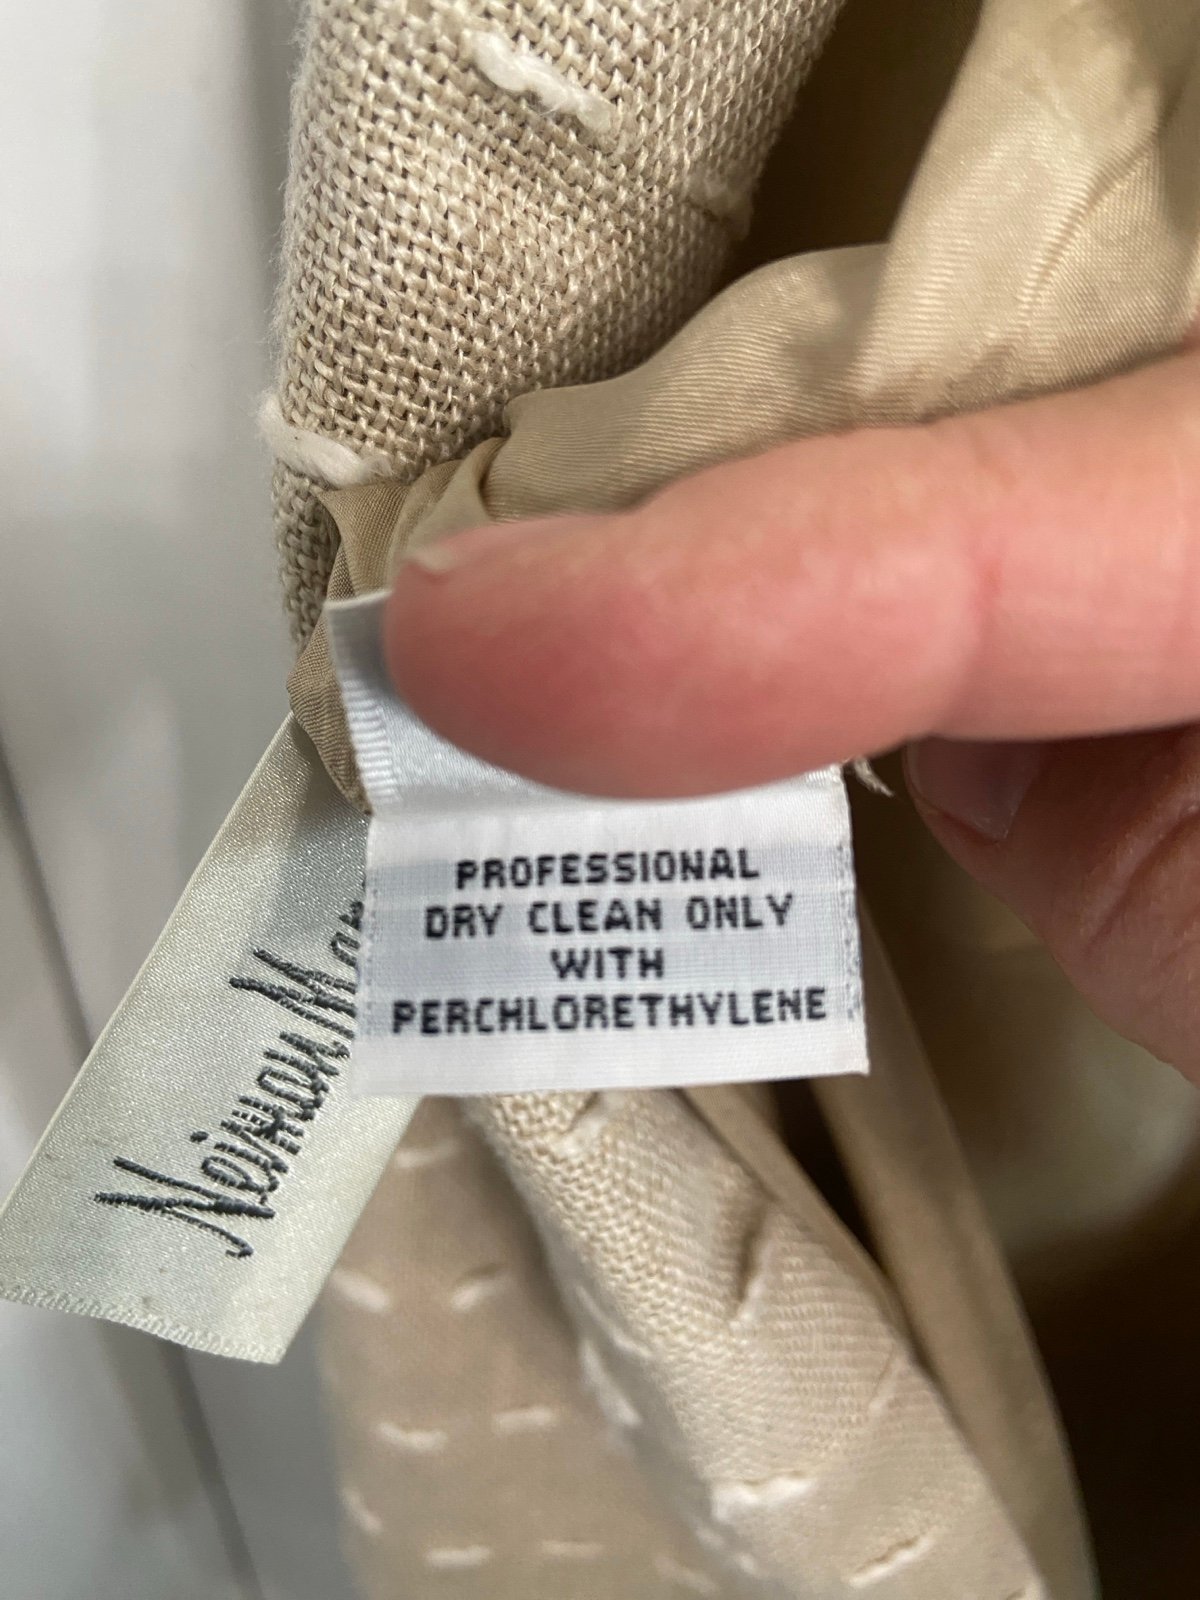 PROFESSIONAL
DRY CLEAN ONLY
WITH
PERCHLORETHYLENE
Neiman